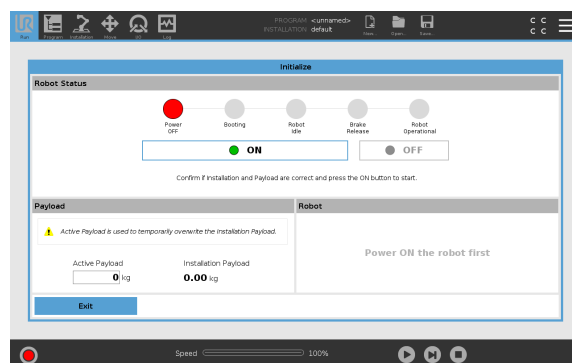 UR
PROGRAM <unnamed>
INSTALLATION default
C C
C C
Run
Program
Installation
Move
I/O
Log
New...
Open...
Save...
Initialize
Robot Status
Power OFF
Booting
Robot Idle
Brake Release
Robot Operational
ON
OFF
Confirm if Installation and Payload are correct and press the ON button to start.
Payload
Robot
Active Payload is used to temporarily overwrite the Installation Payload.
Power ON the robot first
Active Payload
Installation Payload
0 kg
0.00 kg
Exit
Speed
100%